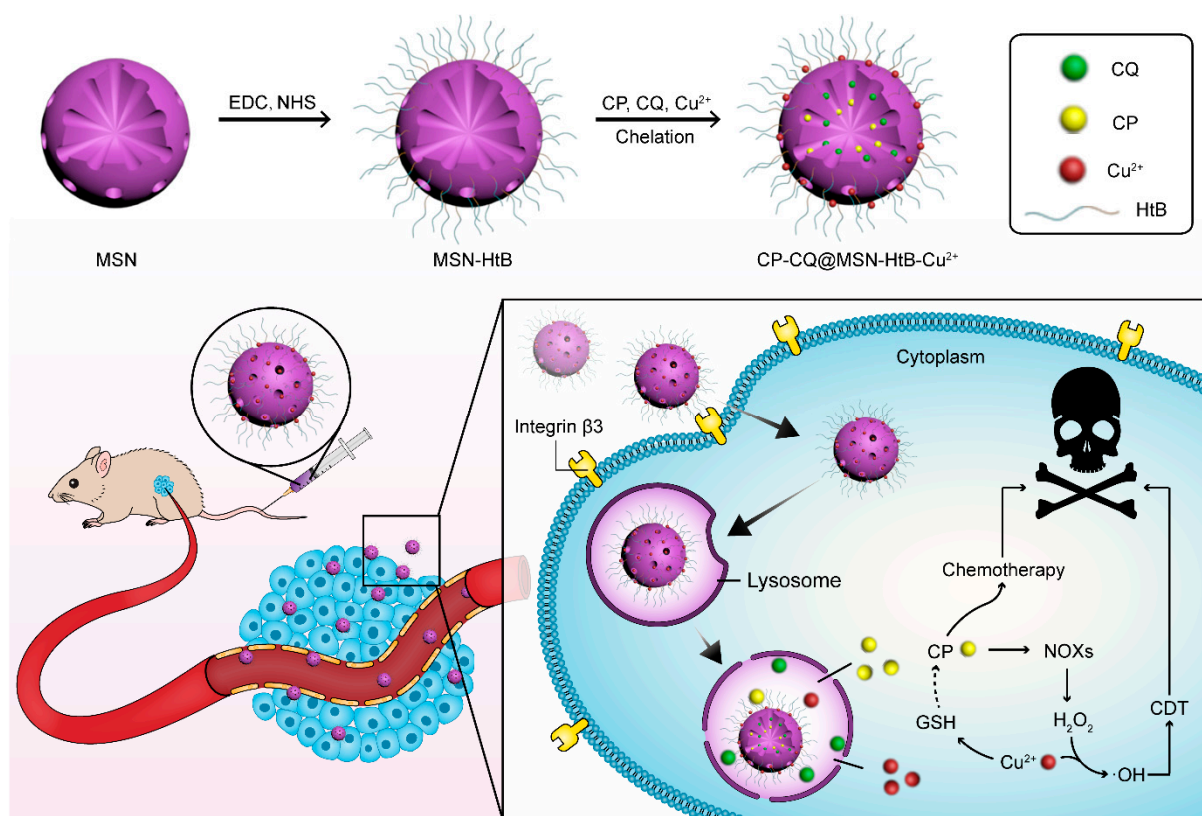 EDC, NHS
CP, CQ, Cu²⁺
Chelation
CQ
CP
Cu²⁺
HtB
MSN
MSN-HtB
CP-CQ@MSN-HtB-Cu²⁺
Cytoplasm
Integrin β3
Lysosome
Chemotherapy
CP
NOXs
GSH
H₂O₂
CDT
Cu²⁺
·OH